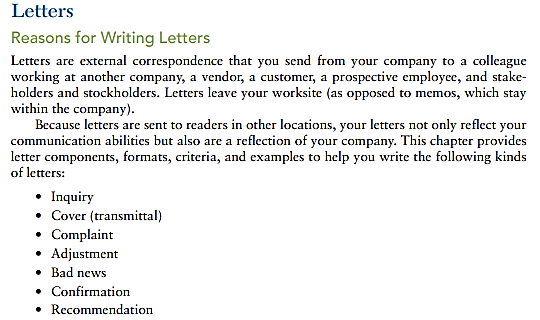 Letters
Reasons for Writing Letters
Letters are external correspondence that you send from your company to a colleague
working at another company, a vendor, a customer, a prospective employee, and stake-
holders and stockholders. Letters leave your worksite (as opposed to memos, which stay
within the company).
Because letters are sent to readers in other locations, your letters not only reflect your
communication abilities but also are a reflection of your company. This chapter provides
letter components, formats, criteria, and examples to help you write the following kinds
of letters:
• Inquiry
• Cover (transmittal)
• Complaint
• Adjustment
• Bad news
• Confirmation
• Recommendation